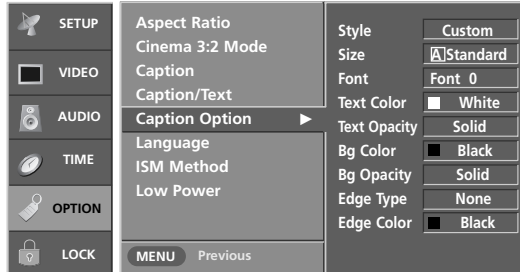 SETUP
VIDEO
AUDIO
TIME
OPTION
LOCK
Aspect Ratio
Cinema 3:2 Mode
Caption
Caption/Text
Caption Option ▶
Language
ISM Method
Low Power
MENU Previous
Style Custom
Size A Standard
Font Font 0
Text Color White
Text Opacity Solid
Bg Color Black
Bg Opacity Solid
Edge Type None
Edge Color Black